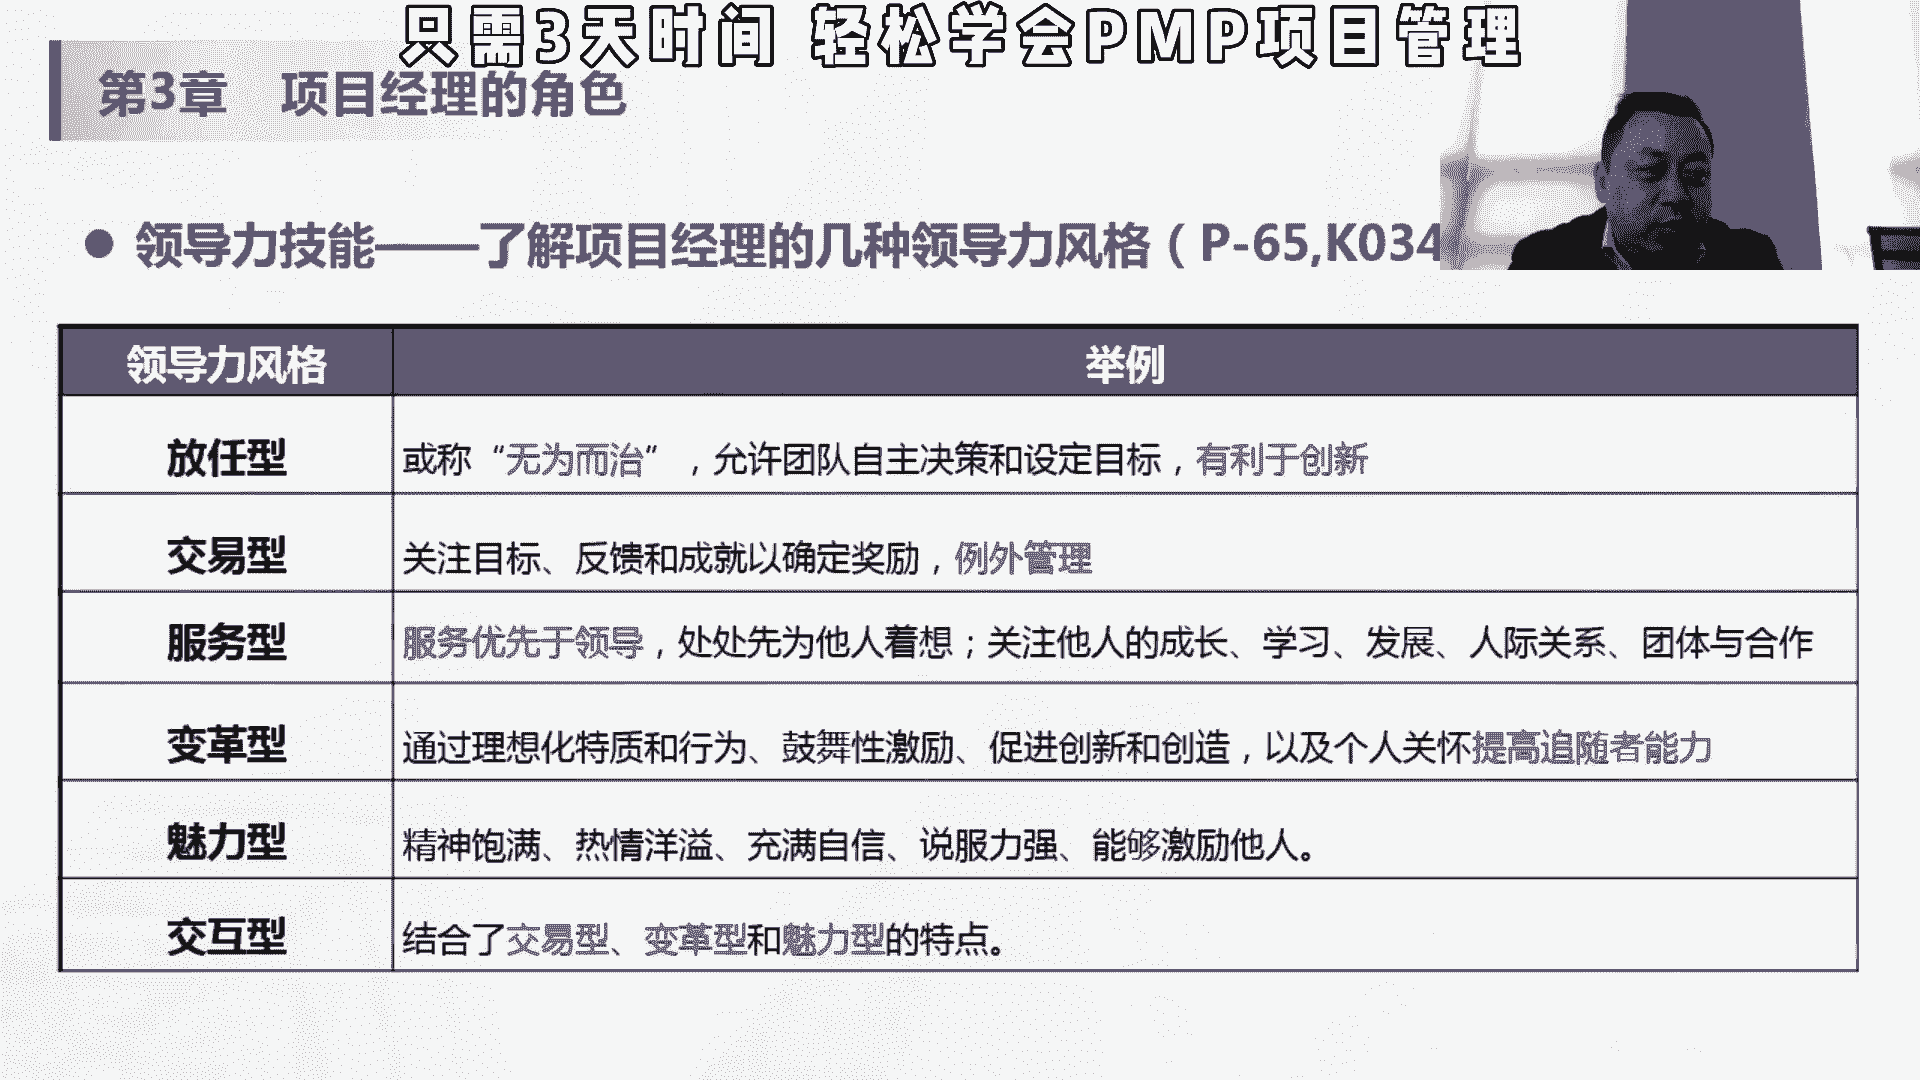 只需3天时间 轻松学会PMP项目管理
第3章 项目经理的角色
● 领导力技能——了解项目经理的几种领导力风格（P-65,K034
领导力风格 举例
放任型 或称“无为而治”，允许团队自主决策和设定目标，有利于创新
交易型 关注目标、反馈和成就以确定奖励，例外管理
服务型 服务优先于领导，处处先为他人着想；关注他人的成长、学习、发展、人际关系、团体与合作
变革型 通过理想化特质和行为、鼓舞性激励、促进创新和创造，以及个人关怀提高追随者能力
魅力型 精神饱满、热情洋溢、充满自信、说服力强、能够激励他人。
交互型 结合了交易型、变革型和魅力型的特点。